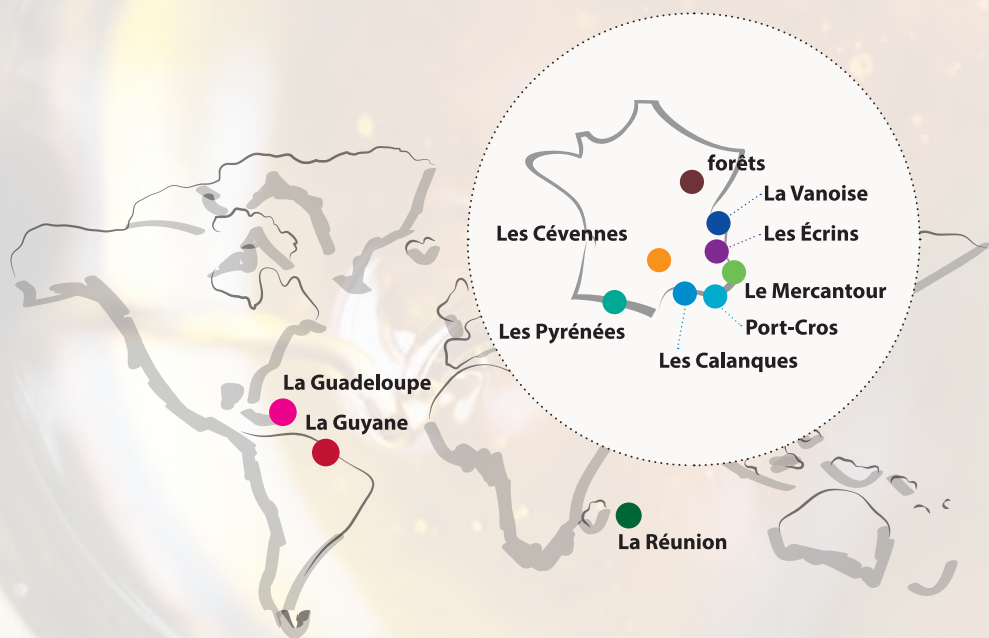 forêts
La Vanoise
Les Cévennes
Les Écrins
Le Mercantour
Port-Cros
Les Pyrénées
Les Calanques
La Guadeloupe
La Guyane
La Réunion